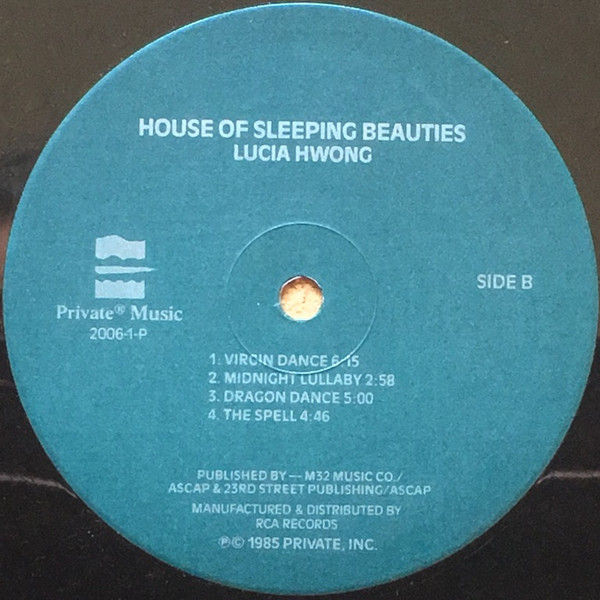 HOUSE OF SLEEPING BEAUTIES
LUCIA HWONG
SIDE B
Private® Music
2006-1-P
1. VIRGIN DANCE 6:15
2. MIDNIGHT LULLABY 2:58
3. DRAGON DANCE 5:00
4. THE SPELL 4:46
PUBLISHED BY — M32 MUSIC CO./
ASCAP & 23RD STREET PUBLISHING/ASCAP
MANUFACTURED & DISTRIBUTED BY
RCA RECORDS
℗© 1985 PRIVATE, INC.